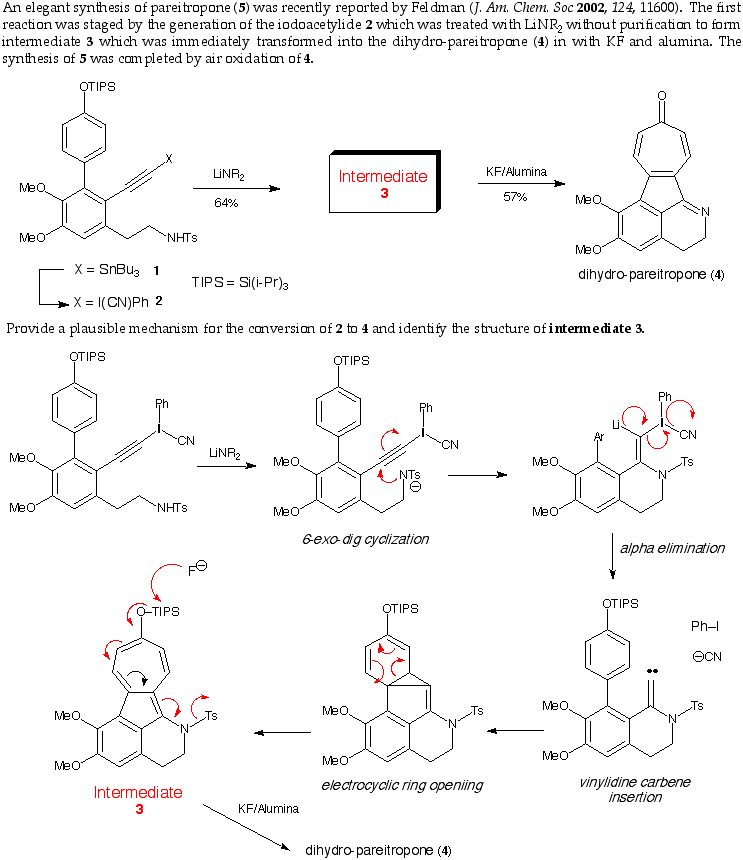 An elegant synthesis of pareitropone (5) was recently reported by Feldman (J. Am. Chem. Soc 2002, 124, 11600). The first
reaction was staged by the generation of the iodoacetylide 2 which was treated with LiNR2 without purification to form
intermediate 3 which was immediately transformed into the dihydro-pareitropone (4) in with KF and alumina. The
synthesis of 5 was completed by air oxidation of 4.
OTIPS
X
MeO
MeO
NHTs
LiNR2
64%
Intermediate
3
KF/Alumina
57%
O
MeO
MeO
N
dihydro-pareitropone (4)
X = SnBu3 1
X = I(CN)Ph 2
TIPS = Si(i-Pr)3
Provide a plausible mechanism for the conversion of 2 to 4 and identify the structure of intermediate 3.
OTIPS
Ph
I
CN
MeO
MeO
NHTs
LiNR2
OTIPS
Ph
I
CN
MeO
MeO
NTs
⊖
6-exo-dig cyclization
Ph
Li
I
CN
Ar
MeO
MeO
N
Ts
alpha elimination
OTIPS
Ph–I
⊖CN
MeO
MeO
N
Ts
vinylidine carbene
insertion
OTIPS
MeO
MeO
N
Ts
electrocyclic ring openiing
F⊖
O–TIPS
MeO
MeO
N
Ts
Intermediate
3
KF/Alumina
dihydro-pareitropone (4)